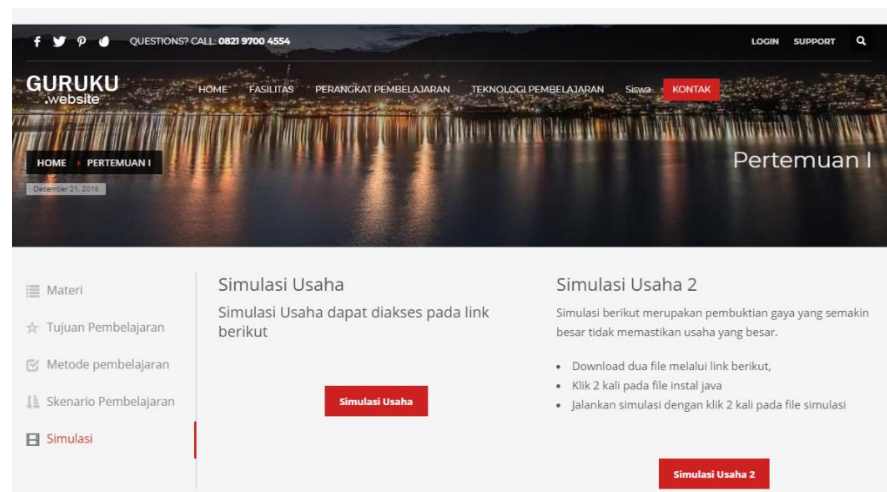 QUESTIONS? CALL: 0821 9700 4554
LOGIN SUPPORT
GURUKU
.website
HOME FASILITAS PERANGKAT PEMBELAJARAN TEKNOLOGI PEMBELAJARAN Siswa KONTAK
HOME PERTEMUAN I
Pertemuan I
December 21, 2018
Materi
Tujuan Pembelajaran
Metode pembelajaran
Skenario Pembelajaran
Simulasi
Simulasi Usaha
Simulasi Usaha dapat diakses pada link
berikut
Simulasi Usaha
Simulasi Usaha 2
Simulasi berikut merupakan pembuktian gaya yang semakin
besar tidak memastikan usaha yang besar.
• Download dua file melalui link berikut,
• Klik 2 kali pada file instal java
• Jalankan simulasi dengan klik 2 kali pada file simulasi
Simulasi Usaha 2